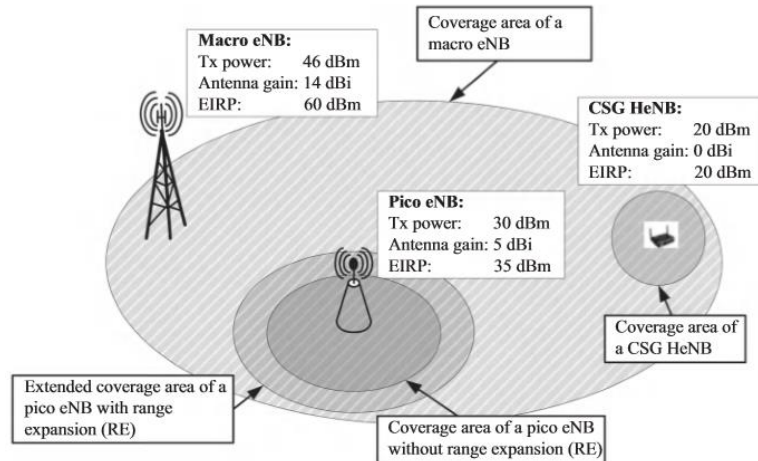 Coverage area of a
macro eNB
Macro eNB:
Tx power: 46 dBm
Antenna gain: 14 dBi
EIRP: 60 dBm
CSG HeNB:
Tx power: 20 dBm
Antenna gain: 0 dBi
EIRP: 20 dBm
Pico eNB:
Tx power: 30 dBm
Antenna gain: 5 dBi
EIRP: 35 dBm
Coverage area of
a CSG HeNB
Extended coverage area of a
pico eNB with range
expansion (RE)
Coverage area of a pico eNB
without range expansion (RE)